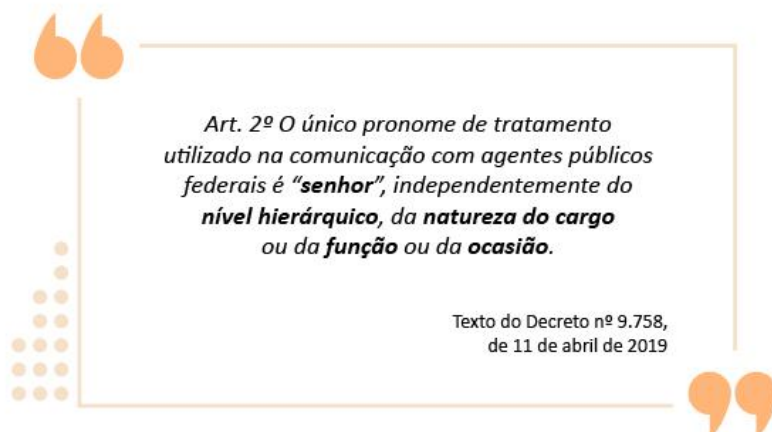 Art. 2º O único pronome de tratamento
utilizado na comunicação com agentes públicos
federais é “senhor”, independentemente do
nível hierárquico, da natureza do cargo
ou da função ou da ocasião.
Texto do Decreto nº 9.758,
de 11 de abril de 2019